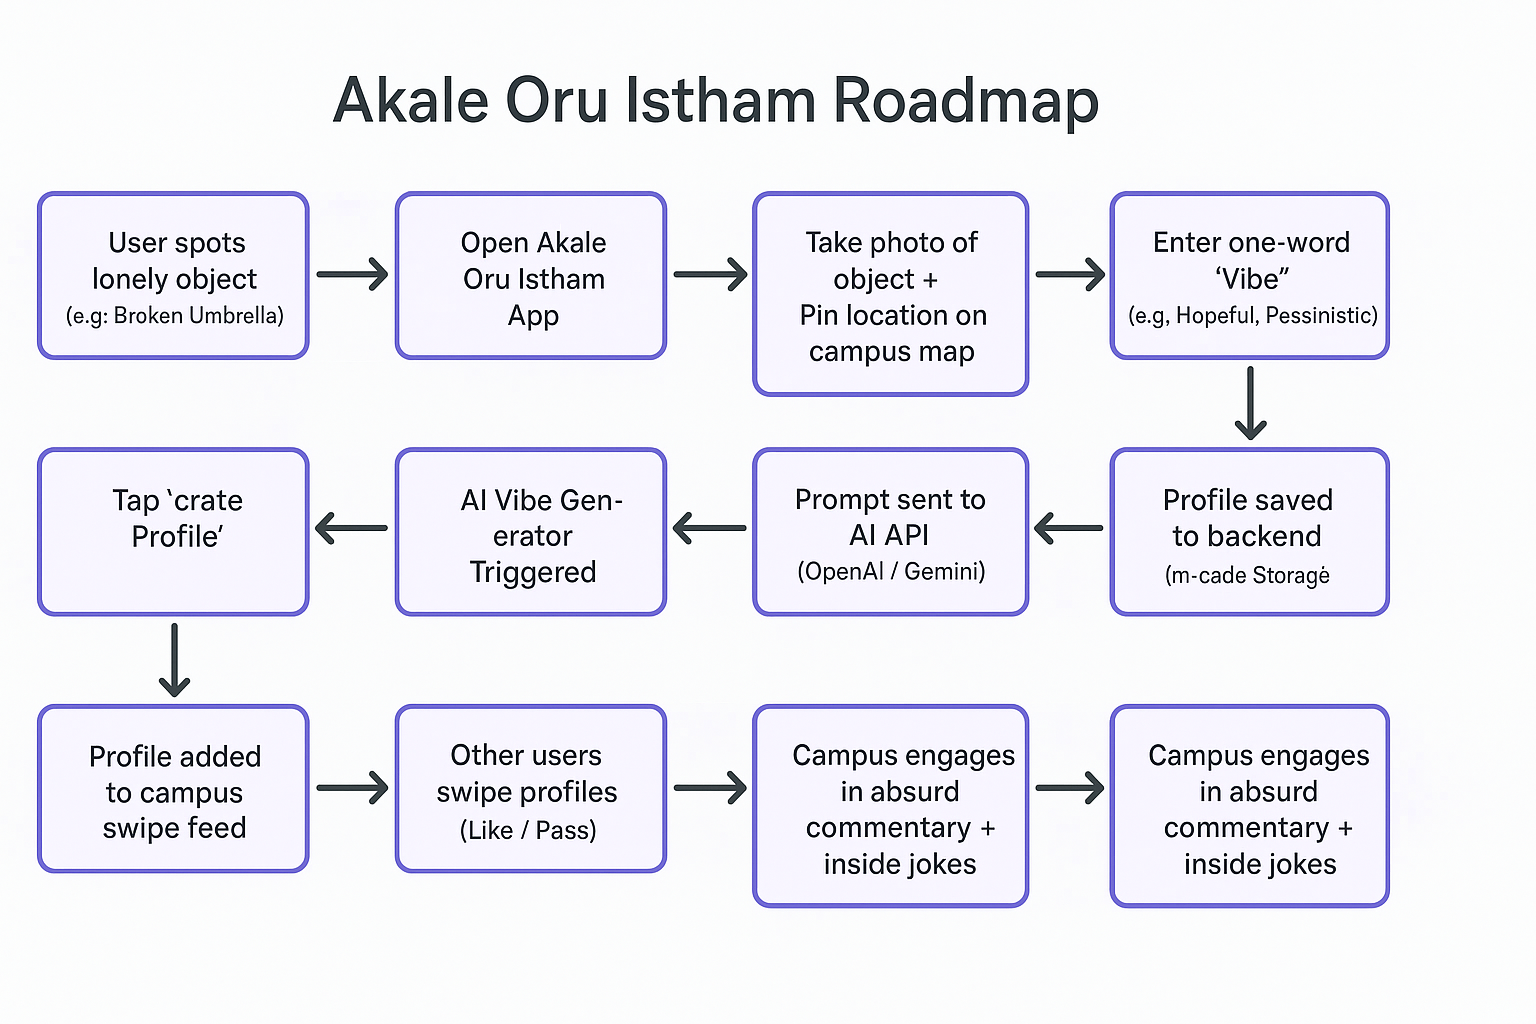 Akale Oru Istham Roadmap
User spots
lonely object
(e.g: Broken Umbrella)
Open Akale
Oru Istham
App
Take photo of
object +
Pin location on
campus map
Enter one-word
‘Vibe”
(e.g, Hopeful, Pessinistic)
Profile saved
to backend
(m-cade Storagė
Prompt sent to
AI API
(OpenAI / Gemini)
AI Vibe Gen-
erator
Triggered
Tap ‵crate
Profile’
Profile added
to campus
swipe feed
Other users
swipe profiles
(Like / Pass)
Campus engages
in absurd
commentary +
inside jokes
Campus engages
in absurd
commentary +
inside jokes